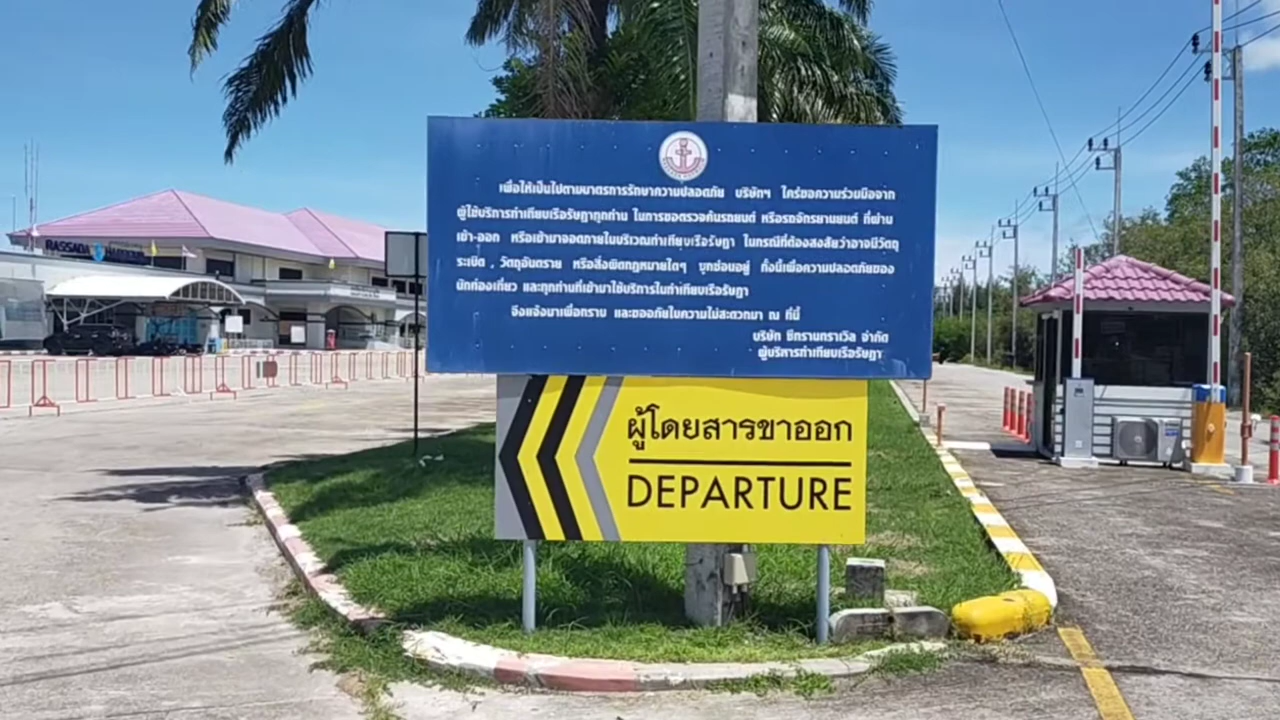 เพื่อให้เป็นไปตามมาตรการรักษาความปลอดภัย บริษัทฯ ใคร่ขอความร่วมมือจาก
ผู้ใช้บริการท่าเทียบเรือรัษฎาทุกท่าน ในการขอตรวจค้นรถยนต์ หรือรถจักรยานยนต์ ที่ผ่าน
เข้า-ออก หรือเข้ามาจอดภายในบริเวณท่าเทียบเรือรัษฎา ในกรณีที่ต้องสงสัยว่าอาจมีวัตถุ
ระเบิด , วัตถุอันตราย หรือสิ่งผิดกฎหมายใดๆ ซุกซ่อนอยู่ ทั้งนี้เพื่อความปลอดภัยของ
นักท่องเที่ยว และทุกท่านที่เข้ามาใช้บริการในท่าเทียบเรือรัษฎา
จึงแจ้งมาเพื่อทราบ และขออภัยในความไม่สะดวกมา ณ ที่นี้
บริษัท ซีทรานทราเวิล จำกัด
ผู้บริหารท่าเทียบเรือรัษฎา
RASSADA HARBOUR
ผู้โดยสารขาออก
DEPARTURE